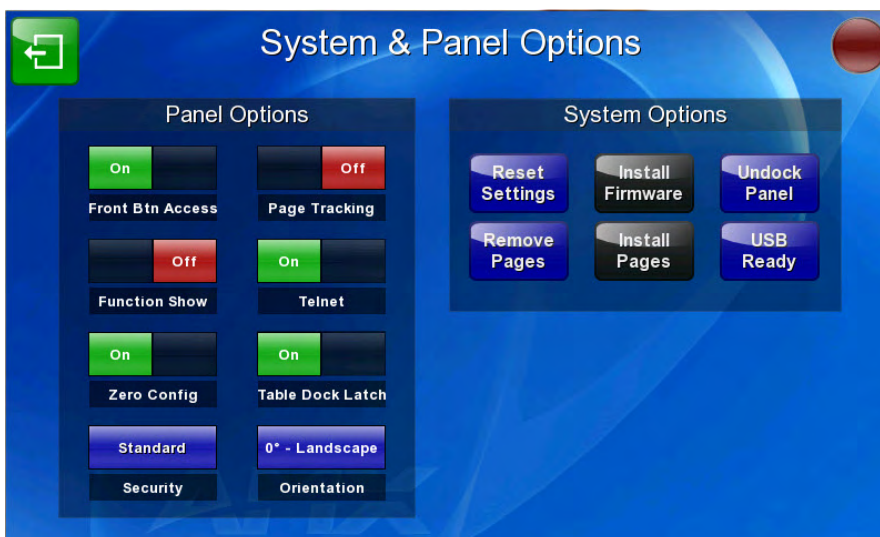 System & Panel Options
Panel Options
On
Off
Front Btn Access
Page Tracking
Off
On
Function Show
Telnet
On
On
Zero Config
Table Dock Latch
Standard
0° - Landscape
Security
Orientation
System Options
Reset
Settings
Install
Firmware
Undock
Panel
Remove
Pages
Install
Pages
USB
Ready
AMX